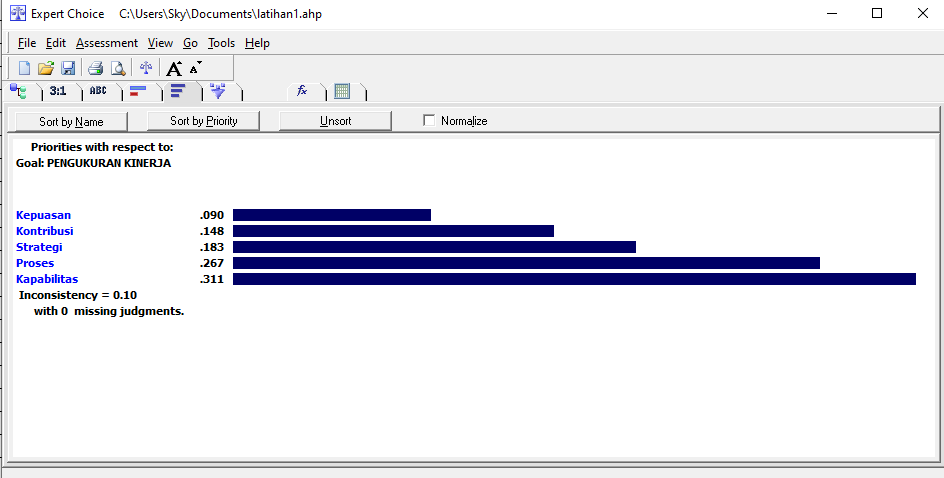 Expert Choice    C:\Users\Sky\Documents\latihan1.ahp
File Edit Assessment View Go Tools Help
A A
3:1 ABC fx
Sort by Name Sort by Priority Unsort Normalize
Priorities with respect to:
Goal: PENGUKURAN KINERJA
Kepuasan .090
Kontribusi .148
Strategi .183
Proses .267
Kapabilitas .311
Inconsistency = 0.10
with 0 missing judgments.